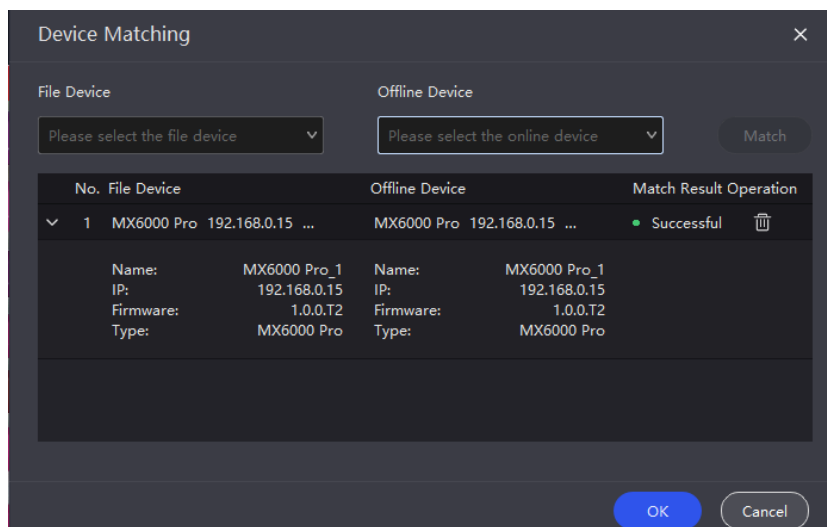 Device Matching
File Device Offline Device
Please select the file device Please select the online device Match
No. File Device Offline Device Match Result Operation
1 MX6000 Pro 192.168.0.15 ... MX6000 Pro 192.168.0.15 ... Successful
Name: MX6000 Pro_1 Name: MX6000 Pro_1
IP: 192.168.0.15 IP: 192.168.0.15
Firmware: 1.0.0.T2 Firmware: 1.0.0.T2
Type: MX6000 Pro Type: MX6000 Pro
OK Cancel